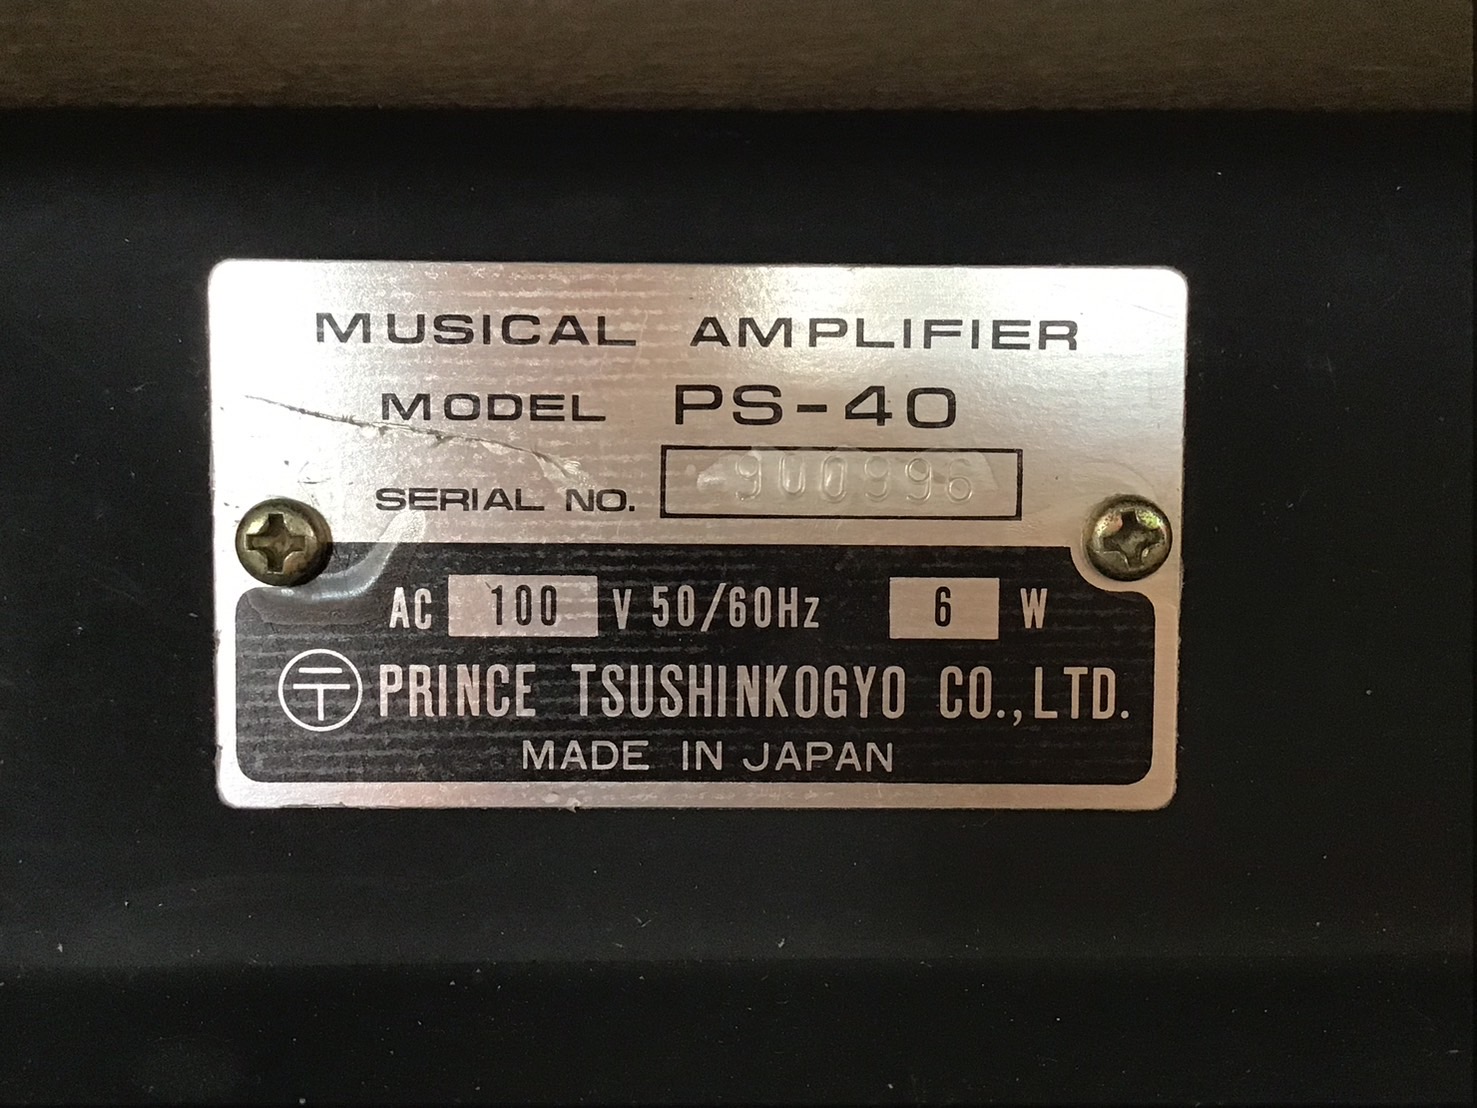 MUSICAL AMPLIFIER
MODEL PS-40
SERIAL NO. 9U0996
AC 100 V 50/60Hz 6 W
〒 PRINCE TSUSHINKOGYO CO., LTD.
MADE IN JAPAN